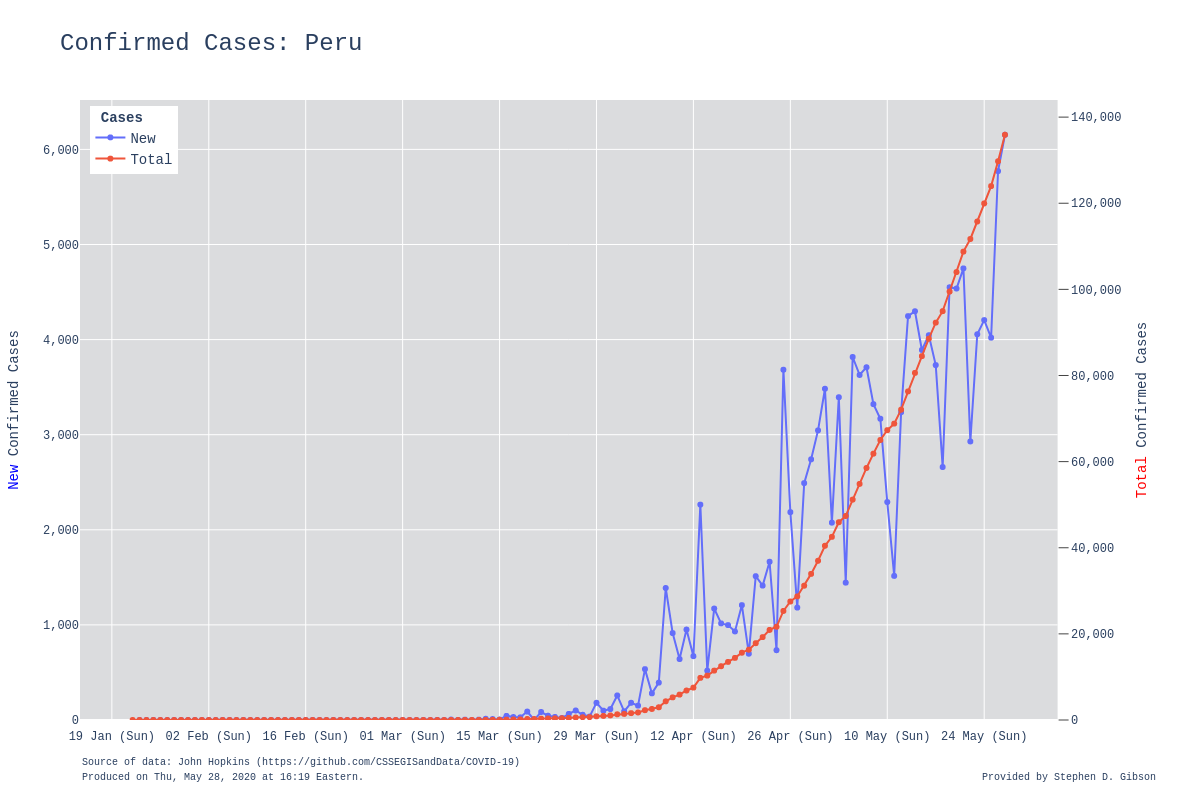 Confirmed Cases: Peru
Cases
New
Total
6,000
5,000
4,000
3,000
2,000
1,000
0
New Confirmed Cases
140,000
120,000
100,000
80,000
60,000
40,000
20,000
0
Total Confirmed Cases
19 Jan (Sun) 02 Feb (Sun) 16 Feb (Sun) 01 Mar (Sun) 15 Mar (Sun) 29 Mar (Sun) 12 Apr (Sun) 26 Apr (Sun) 10 May (Sun) 24 May (Sun)
Source of data: John Hopkins (https://github.com/CSSEGISandData/COVID-19)
Produced on Thu, May 28, 2020 at 16:19 Eastern.
Provided by Stephen D. Gibson